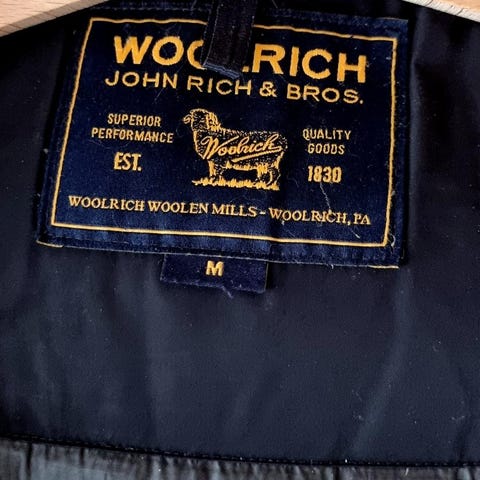 WOOLRICH
JOHN RICH & BROS.
SUPERIOR
PERFORMANCE
EST.
Woolrich
QUALITY
GOODS
1830
WOOLRICH WOOLEN MILLS - WOOLRICH, PA
M